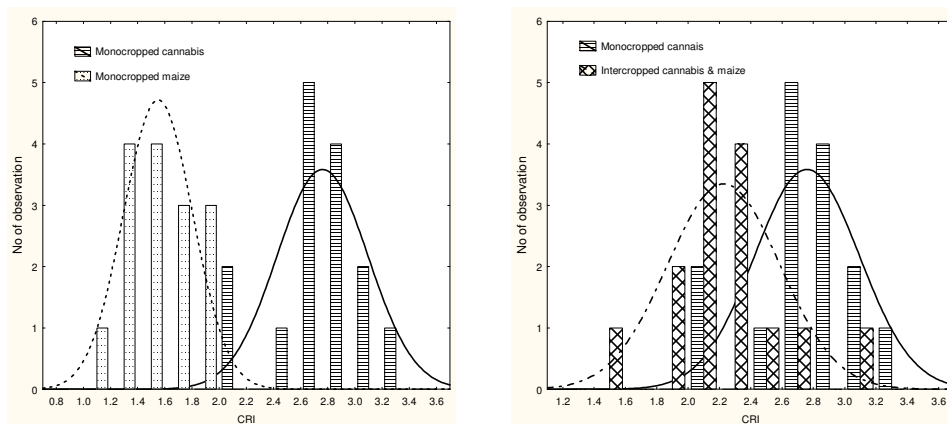 6
5
4
3
2
1
0
No of observation
Monocropped cannabis
Monocropped maize
0.8 1.0 1.2 1.4 1.6 1.8 2.0 2.2 2.4 2.6 2.8 3.0 3.2 3.4 3.6
CRI
6
5
4
3
2
1
0
No of observation
Monocropped cannais
Intercropped cannabis & maize
1.2 1.4 1.6 1.8 2.0 2.2 2.4 2.6 2.8 3.0 3.2 3.4 3.6
CRI